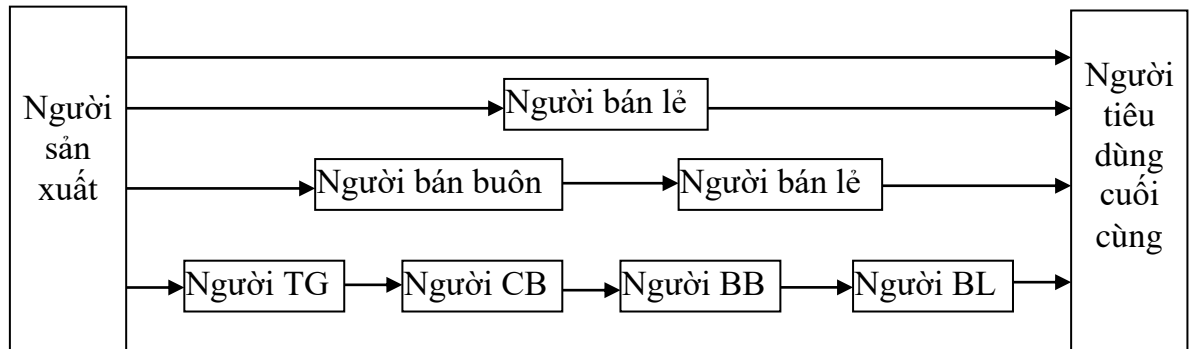 Người
sản
xuất
Người bán lẻ
Người bán buôn
Người bán lẻ
Người TG
Người CB
Người BB
Người BL
Người
tiêu
dùng
cuối
cùng